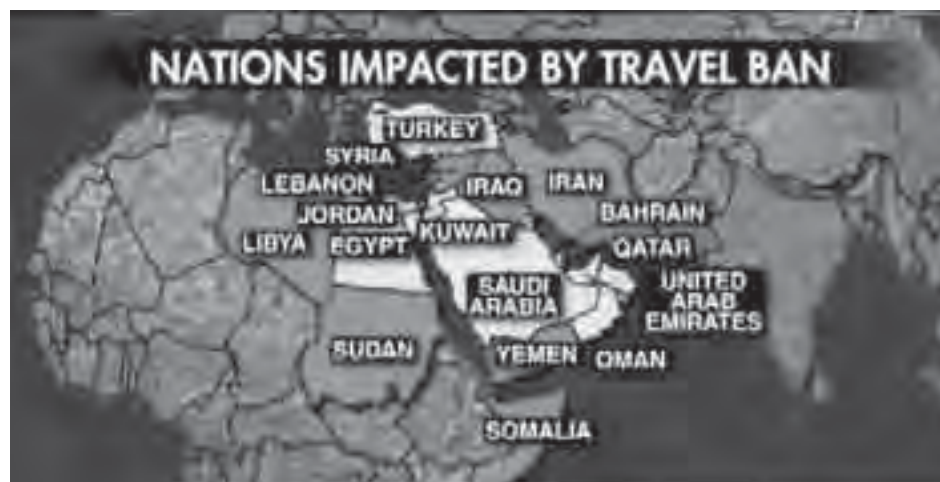 NATIONS IMPACTED BY TRAVEL BAN
TURKEY
SYRIA
LEBANON
IRAQ
IRAN
JORDAN
BAHRAIN
LIBYA
EGYPT
KUWAIT
QATAR
SAUDI
ARABIA
UNITED
ARAB
EMIRATES
SUDAN
YEMEN
OMAN
SOMALIA